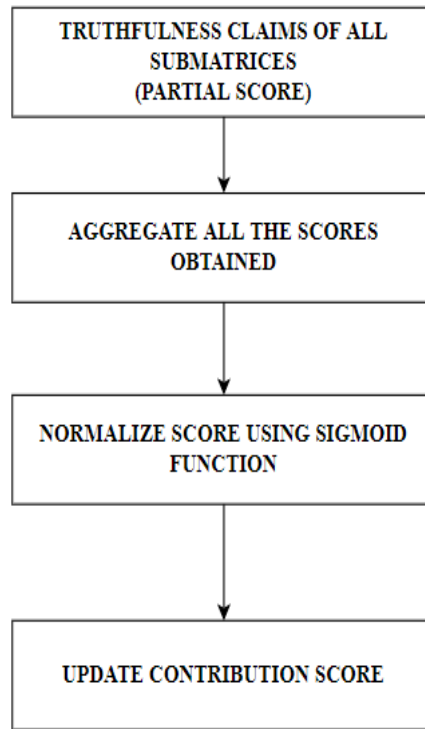 TRUTHFULNESS CLAIMS OF ALL
SUBMATRICES
(PARTIAL SCORE)
AGGREGATE ALL THE SCORES
OBTAINED
NORMALIZE SCORE USING SIGMOID
FUNCTION
UPDATE CONTRIBUTION SCORE